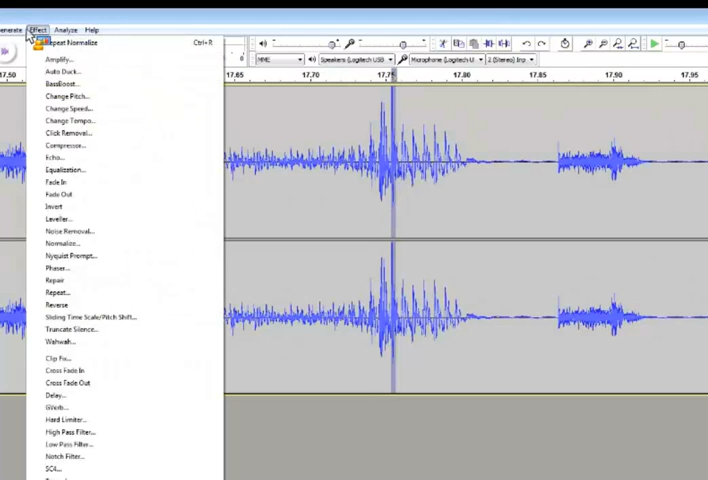 enerate Effect Analyze Help
Repeat Normalize Ctrl+R
Amplify...
Auto Duck...
BassBoost...
Change Pitch...
Change Speed...
Change Tempo...
Click Removal...
Compressor...
Echo...
Equalization...
Fade In
Fade Out
Invert
Leveller...
Noise Removal...
Normalize...
Nyquist Prompt...
Phaser...
Repair
Repeat...
Reverse
Sliding Time Scale/Pitch Shift...
Truncate Silence...
Wahwah...
Clip Fix...
Cross Fade In
Cross Fade Out
Delay...
GVerb...
Hard Limiter...
High Pass Filter...
Low Pass Filter...
Notch Filter...
SC4...
0
MME Speakers (Logitech USB Microphone (Logitech U 2 (Stereo) Inp
17.50 17.65 17.70 17.75 17.80 17.85 17.90 17.95